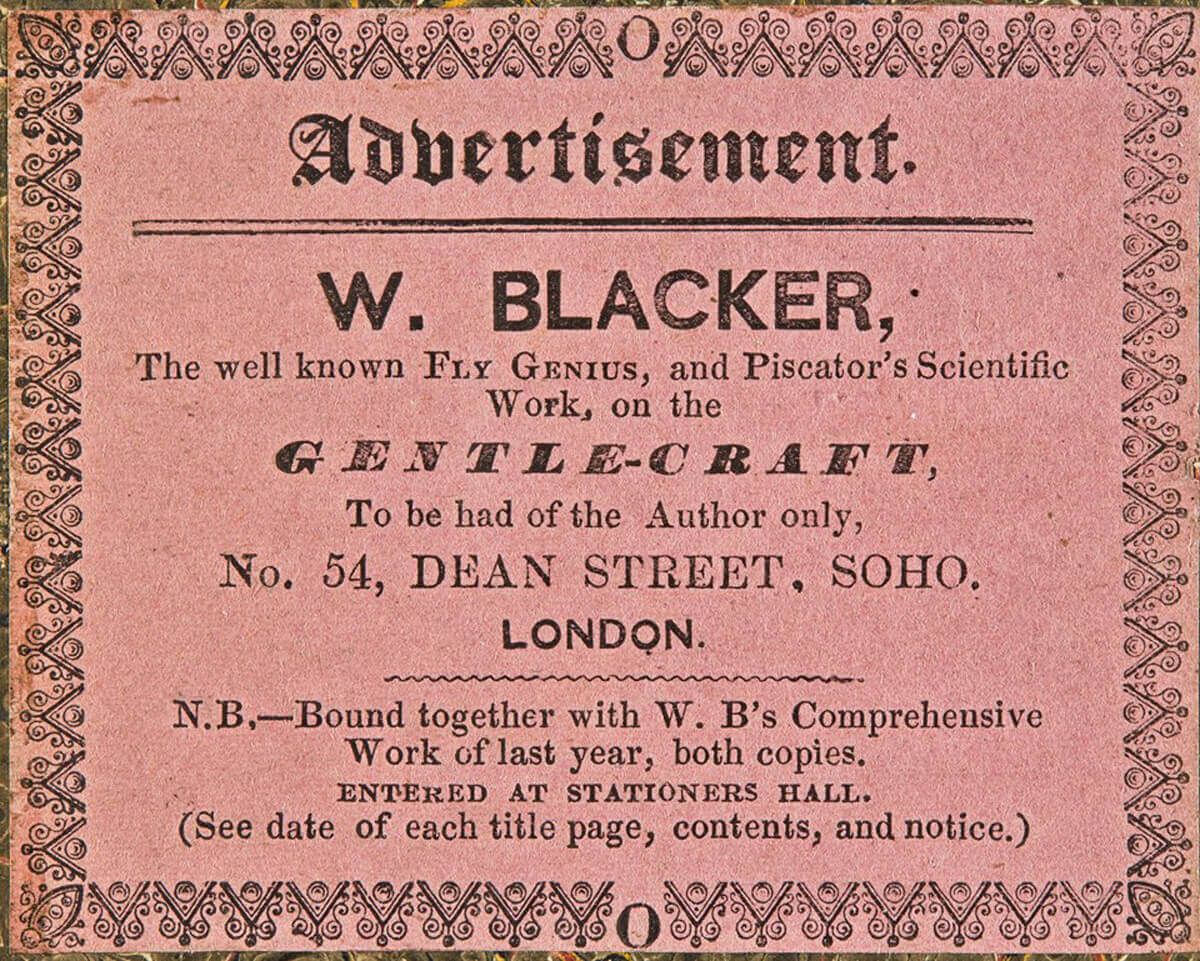 Advertisement.
W. BLACKER,
The well known FLY GENIUS, and Piscator's Scientific
Work, on the
GENTLE-CRAFT,
To be had of the Author only,
No. 54, DEAN STREET, SOHO.
LONDON.
N.B,—Bound together with W. B's Comprehensive
Work of last year, both copies.
ENTERED AT STATIONERS HALL.
(See date of each title page, contents, and notice.)